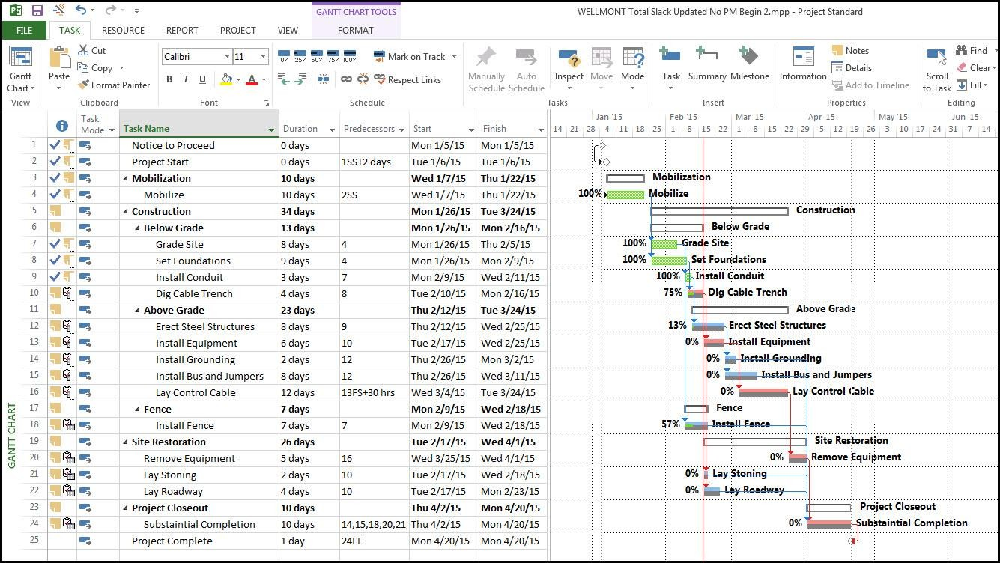 GANTT CHART TOOLS
WELLMONT Total Slack Updated No PM Begin 2.mpp - Project Standard
FILE TASK RESOURCE REPORT PROJECT VIEW FORMAT
Gantt Chart
View
Paste
Cut
Copy
Format Painter
Clipboard
Calibri 11
B I U A
Font
0% 25% 50% 75% 100%
Mark on Track
Respect Links
Schedule
Manually Schedule
Auto Schedule
Inspect
Move
Mode
Tasks
Task
Summary
Milestone
Insert
Information
Notes
Details
Add to Timeline
Properties
Scroll to Task
Find
Clear
Fill
Editing
Task Mode Task Name Duration Predecessors Start Finish
Jan '15 Feb '15 Mar '15 Apr '15 May '15 Jun '15
14 21 28 4 11 18 25 1 8 15 22 1 8 15 22 29 5 12 19 26 3 10 17 24 31 7 14
1 Notice to Proceed 0 days Mon 1/5/15 Mon 1/5/15
2 Project Start 0 days 1SS+2 days Tue 1/6/15 Tue 1/6/15
3 Mobilization 10 days Wed 1/7/15 Thu 1/22/15 Mobilization
4 Mobilize 10 days 2SS Wed 1/7/15 Thu 1/22/15 100% Mobilize
5 Construction 34 days Mon 1/26/15 Tue 3/24/15 Construction
6 Below Grade 13 days Mon 1/26/15 Mon 2/16/15 Below Grade
7 Grade Site 8 days 4 Mon 1/26/15 Thu 2/5/15 100% Grade Site
8 Set Foundations 9 days 4 Mon 1/26/15 Mon 2/9/15 100% Set Foundations
9 Install Conduit 3 days 7 Mon 2/9/15 Wed 2/11/15 100% Install Conduit
10 Dig Cable Trench 4 days 8 Tue 2/10/15 Mon 2/16/15 75% Dig Cable Trench
11 Above Grade 23 days Thu 2/12/15 Tue 3/24/15 Above Grade
12 Erect Steel Structures 8 days 9 Thu 2/12/15 Wed 2/25/15 13% Erect Steel Structures
13 Install Equipment 6 days 10 Tue 2/17/15 Wed 2/25/15 0% Install Equipment
14 Install Grounding 2 days 12 Thu 2/26/15 Mon 3/2/15 0% Install Grounding
15 Install Bus and Jumpers 8 days 12 Thu 2/26/15 Wed 3/11/15 0% Install Bus and Jumpers
16 Lay Control Cable 12 days 13FS+30 hrs Wed 3/4/15 Tue 3/24/15 0% Lay Control Cable
17 Fence 7 days Mon 2/9/15 Wed 2/18/15 Fence
18 Install Fence 7 days 7 Mon 2/9/15 Wed 2/18/15 57% Install Fence
19 Site Restoration 26 days Tue 2/17/15 Wed 4/1/15 Site Restoration
20 Remove Equipment 5 days 16 Wed 3/25/15 Wed 4/1/15 0% Remove Equipment
21 Lay Stoning 2 days 10 Tue 2/17/15 Wed 2/18/15 0% Lay Stoning
22 Lay Roadway 4 days 10 Tue 2/17/15 Mon 2/23/15 0% Lay Roadway
23 Project Closeout 10 days Thu 4/2/15 Mon 4/20/15 Project Closeout
24 Substaintial Completion 10 days 14,15,18,20,21, Thu 4/2/15 Mon 4/20/15 0% Substaintial Completion
25 Project Complete 1 day 24FF Mon 4/20/15 Mon 4/20/15
GANTT CHART